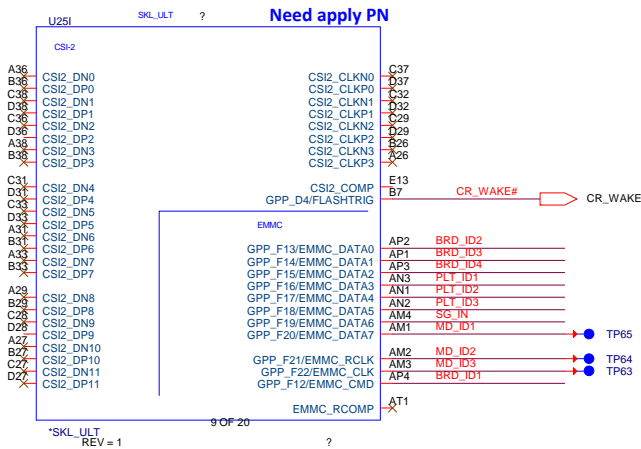 U25I
SKL_ULT
?
Need apply PN
CSI-2
A36 CSI2_DN0
B36 CSI2_DP0
C38 CSI2_DN1
D38 CSI2_DP1
C36 CSI2_DN2
D36 CSI2_DP2
A38 CSI2_DN3
B38 CSI2_DP3
C31 CSI2_DN4
D31 CSI2_DP4
C33 CSI2_DN5
D33 CSI2_DP5
A31 CSI2_DN6
B31 CSI2_DP6
A33 CSI2_DN7
B33 CSI2_DP7
A29 CSI2_DN8
B29 CSI2_DP8
C28 CSI2_DN9
D28 CSI2_DP9
A27 CSI2_DN10
B27 CSI2_DP10
C27 CSI2_DN11
D27 CSI2_DP11
CSI2_CLKN0 C37
CSI2_CLKP0 D37
CSI2_CLKN1 C32
CSI2_CLKP1 D32
CSI2_CLKN2 C29
CSI2_CLKP2 D29
CSI2_CLKN3 B26
CSI2_CLKP3 A26
CSI2_COMP E13
GPP_D4/FLASHTRIG B7 CR_WAKE# CR_WAKE
EMMC
GPP_F13/EMMC_DATA0 AP2 BRD_ID2
GPP_F14/EMMC_DATA1 AP1 BRD_ID3
GPP_F15/EMMC_DATA2 AP3 BRD_ID4
GPP_F16/EMMC_DATA3 AN3 PLT_ID1
GPP_F17/EMMC_DATA4 AN1 PLT_ID2
GPP_F18/EMMC_DATA5 AN2 PLT_ID3
GPP_F19/EMMC_DATA6 AM4 SG_IN
GPP_F20/EMMC_DATA7 AM1 MD_ID1 TP65
GPP_F21/EMMC_RCLK AM2 MD_ID2 TP64
GPP_F22/EMMC_CLK AM3 MD_ID3 TP63
GPP_F12/EMMC_CMD AP4 BRD_ID1
EMMC_RCOMP AT1
9 OF 20
*SKL_ULT
REV = 1
?